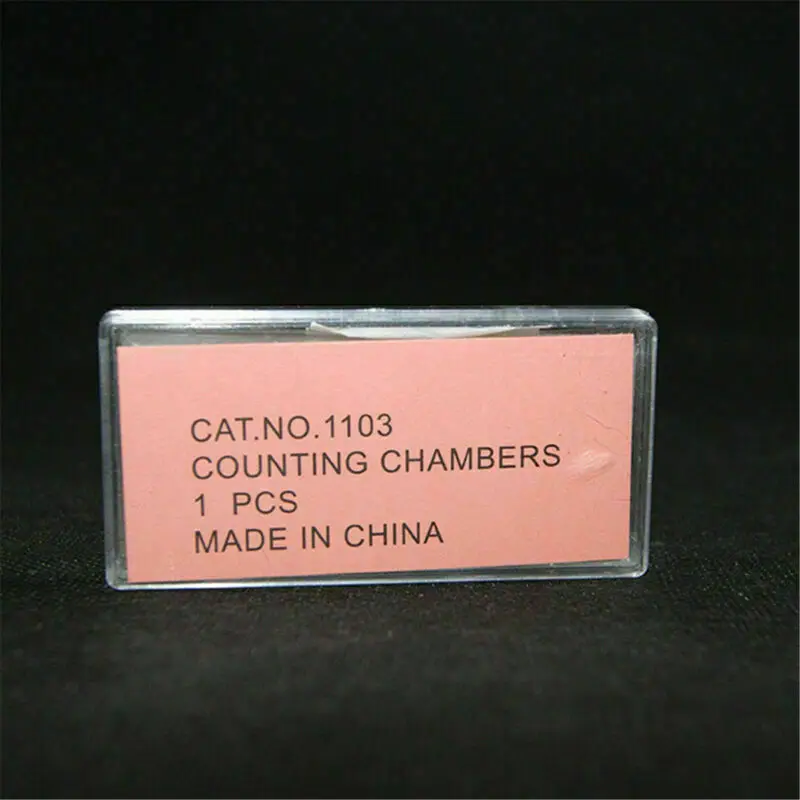 CAT.NO.1103
COUNTING CHAMBERS
1 PCS
MADE IN CHINA